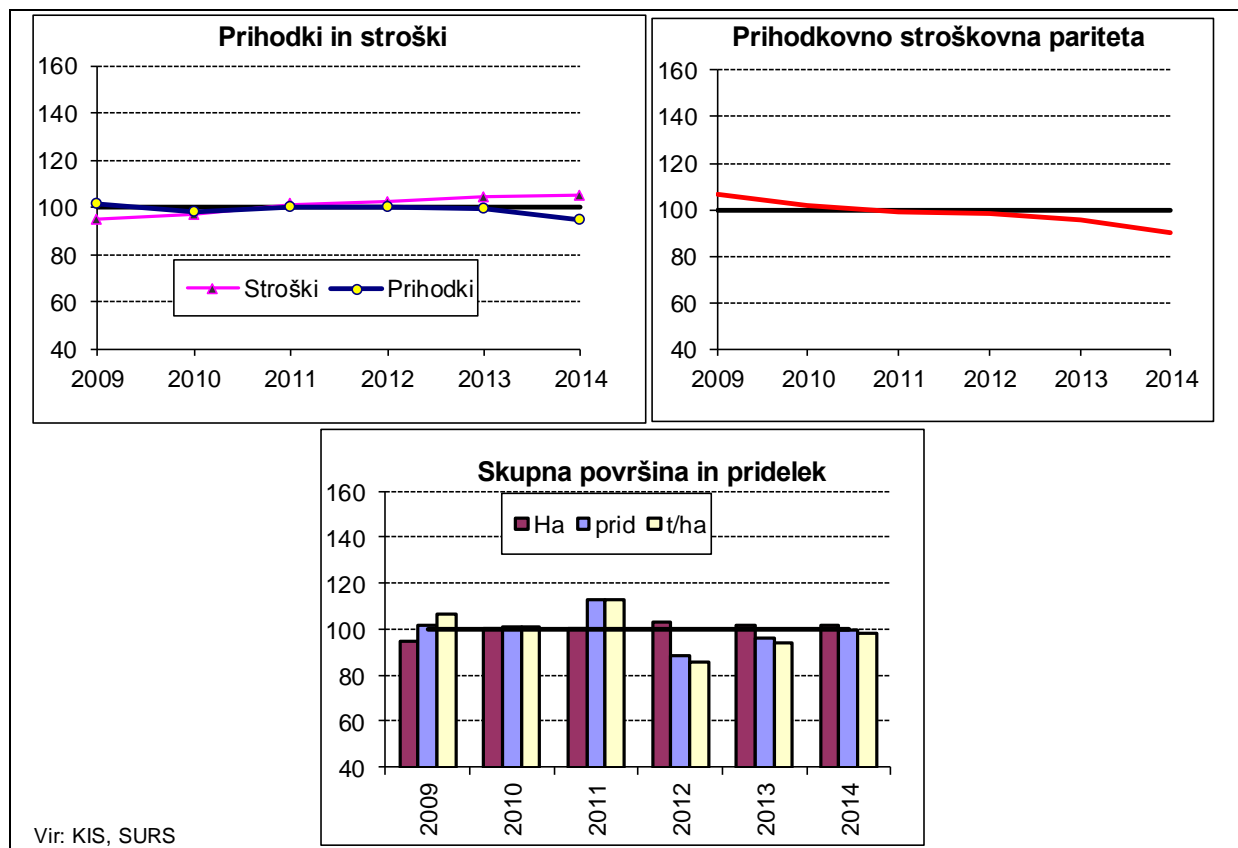 Prihodki in stroški
160
140
120
100
80
60
40
Stroški Prihodki
2009 2010 2011 2012 2013 2014
Prihodkovno stroškovna pariteta
160
140
120
100
80
60
40
2009 2010 2011 2012 2013 2014
Skupna površina in pridelek
160
140
120
100
80
60
40
Ha prid t/ha
2009 2010 2011 2012 2013 2014
Vir: KIS, SURS